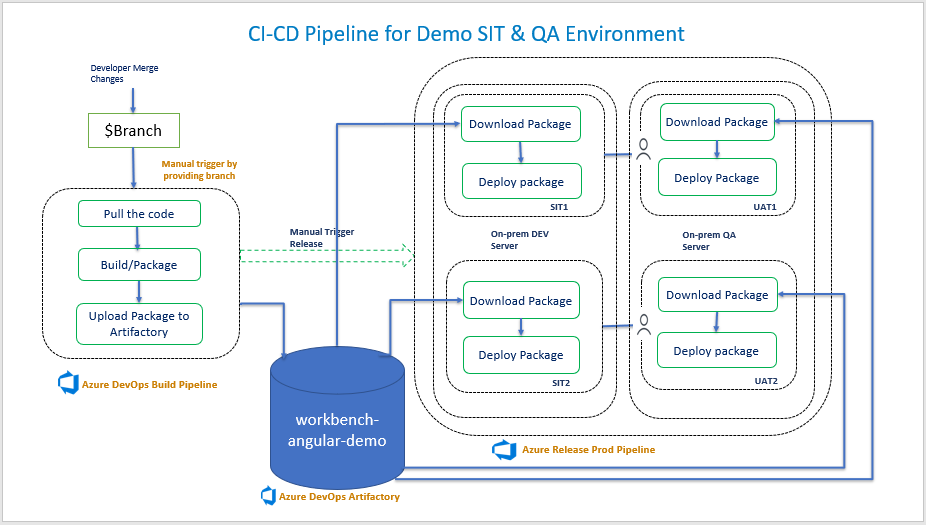 CI-CD Pipeline for Demo SIT & QA Environment
Developer Merge
Changes
$Branch
Manual trigger by
providing branch
Pull the code
Build/Package
Upload Package to
Artifactory
Azure DevOps Build Pipeline
Manual Trigger
Release
workbench-
angular-demo
Azure DevOps Artifactory
Download Package
Deploy package
SIT1
On-prem DEV
Server
Download Package
Deploy Package
SIT2
Download Package
Deploy package
UAT1
On-prem QA
Server
Download Package
Deploy package
UAT2
Azure Release Prod Pipeline